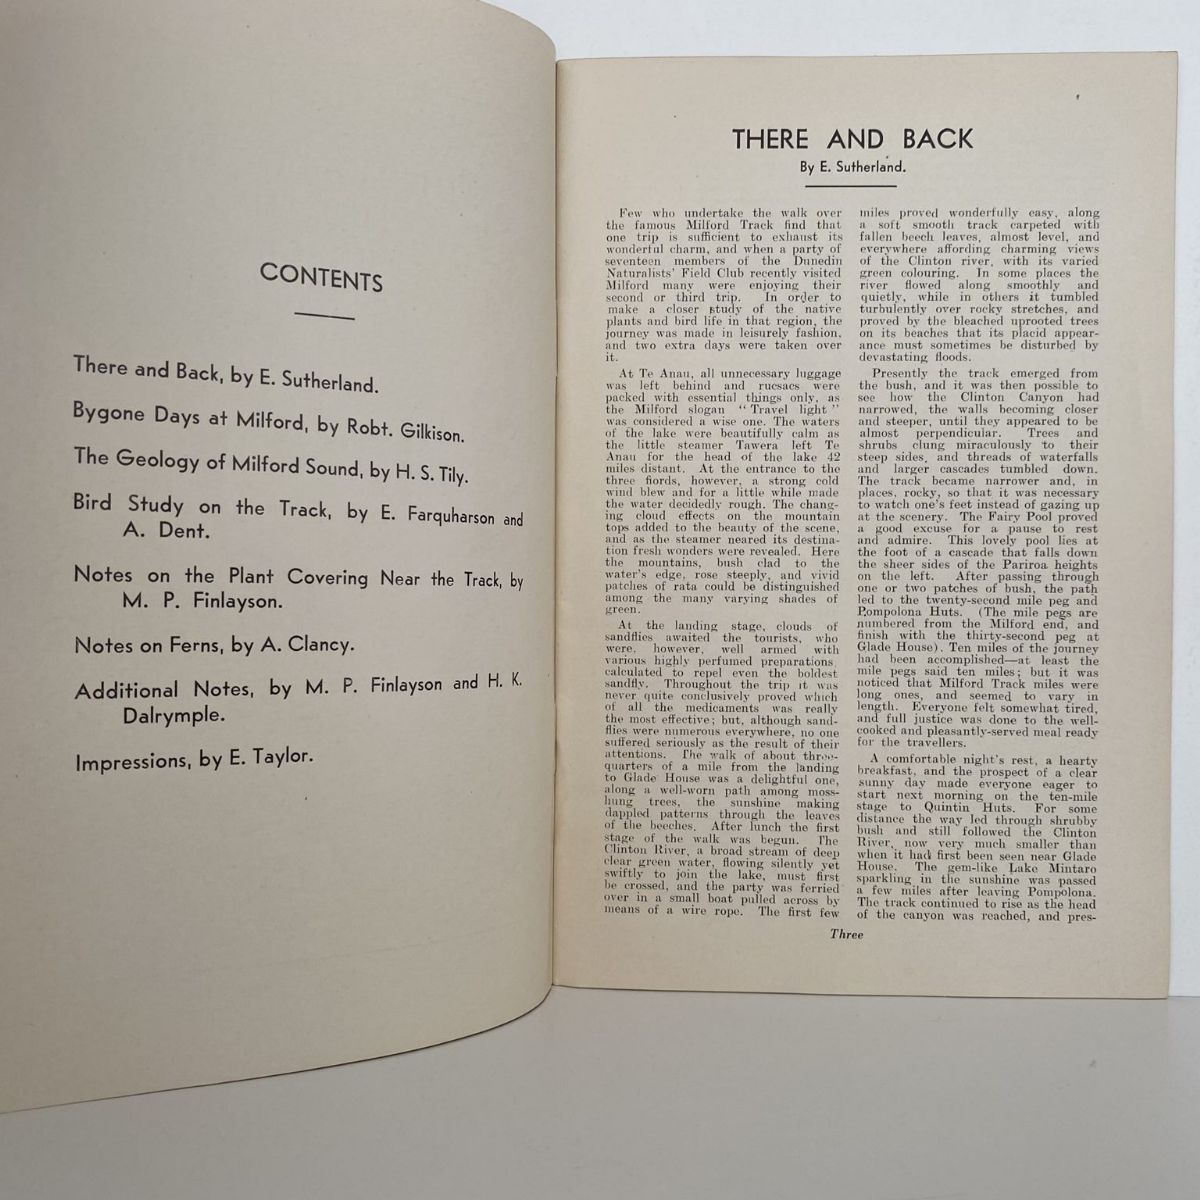 CONTENTS
There and Back, by E. Sutherland.
Bygone Days at Milford, by Robt. Gilkison.
The Geology of Milford Sound, by H. S. Tily.
Bird Study on the Track, by E. Farquharson and
A. Dent.
Notes on the Plant Covering Near the Track, by
M. P. Finlayson.
Notes on Ferns, by A. Clancy.
Additional Notes, by M. P. Finlayson and H. K.
Dalrymple.
Impressions, by E. Taylor.
THERE AND BACK
By E. Sutherland.
Few who undertake the walk over
the famous Milford Track find that
one trip is sufficient to exhaust its
wonderful charm, and when a party of
seventeen members of the Dunedin
Naturalists' Field Club recently visited
Milford many were enjoying their
second or third trip. In order to
make a closer study of the native
plants and bird life in that region, the
journey was made in leisurely fashion,
and two extra days were taken over
it.
At Te Anau, all unnecessary luggage
was left behind and rucsacs were
packed with essential things only, as
the Milford slogan "Travel light"
was considered a wise one. The waters
of the lake were beautifully calm as
the little steamer Tawera left Te
Anau for the head of the lake 42
miles distant. At the entrance to the
three fiords, however, a strong cold
wind blew and for a little while made
the water decidedly rough. The chang-
ing cloud effects on the mountain
tops added to the beauty of the scene,
and as the steamer neared its destina-
tion fresh wonders were revealed. Here
the mountains, bush clad to the
water's edge, rose steeply, and vivid
patches of rata could be distinguished
among the many varying shades of
green.
At the landing stage, clouds of
sandflies awaited the tourists, who
were, however, well armed with
various highly perfumed preparations,
calculated to repel even the boldest
sandfly. Throughout the trip it was
never quite conclusively proved which
of all the medicaments was really
the most effective; but, although sand-
flies were numerous everywhere, no one
suffered seriously as the result of their
attentions. The walk of about three-
quarters of a mile from the landing
to Glade House was a delightful one,
along a well-worn path among moss-
hung trees, the sunshine making
dappled patterns through the leaves
of the beeches. After lunch the first
stage of the walk was begun. The
Clinton River, a broad stream of deep
clear green water, flowing silently yet
swiftly to join the lake, must first
be crossed, and the party was ferried
over in a small boat pulled across by
means of a wire rope. The first few
miles proved wonderfully easy, along
a soft smooth track carpeted with
fallen beech leaves, almost level, and
everywhere affording charming views
of the Clinton river, with its varied
green colouring. In some places the
river flowed along smoothly and
quietly, while in others it tumbled
turbulently over rocky stretches, and
proved by the bleached uprooted trees
on its beaches that its placid appear-
ance must sometimes be disturbed by
devastating floods.
Presently the track emerged from
the bush, and it was then possible to
see how the Clinton Canyon had
narrowed, the walls becoming closer
and steeper, until they appeared to be
almost perpendicular. Trees and
shrubs clung miraculously to their
steep sides, and threads of waterfalls
and larger cascades tumbled down.
The track became narrower and, in
places, rocky, so that it was necessary
to watch one's feet instead of gazing up
at the scenery. The Fairy Pool proved
a good excuse for a pause to rest
and admire. This lovely pool lies at
the foot of a cascade that falls down
the sheer sides of the Pariroa heights
on the left. After passing through
one or two patches of bush, the path
led to the twenty-second mile peg and
Pompolona Huts. (The mile pegs are
numbered from the Milford end, and
finish with the thirty-second peg at
Glade House). Ten miles of the journey
had been accomplished—at least the
mile pegs said ten miles; but it was
noticed that Milford Track miles were
long ones, and seemed to vary in
length. Everyone felt somewhat tired,
and full justice was done to the well-
cooked and pleasantly-served meal ready
for the travellers.
A comfortable night's rest, a hearty
breakfast, and the prospect of a clear
sunny day made everyone eager to
start next morning on the ten-mile
stage to Quintin Huts. For some
distance the way led through shrubby
bush and still followed the Clinton
River, now very much smaller than
when it had first been seen near Glade
House. The gem-like Lake Mintaro
sparkling in the sunshine was passed
a few miles after leaving Pompolona.
The track continued to rise as the head
of the canyon was reached, and pres-
Three